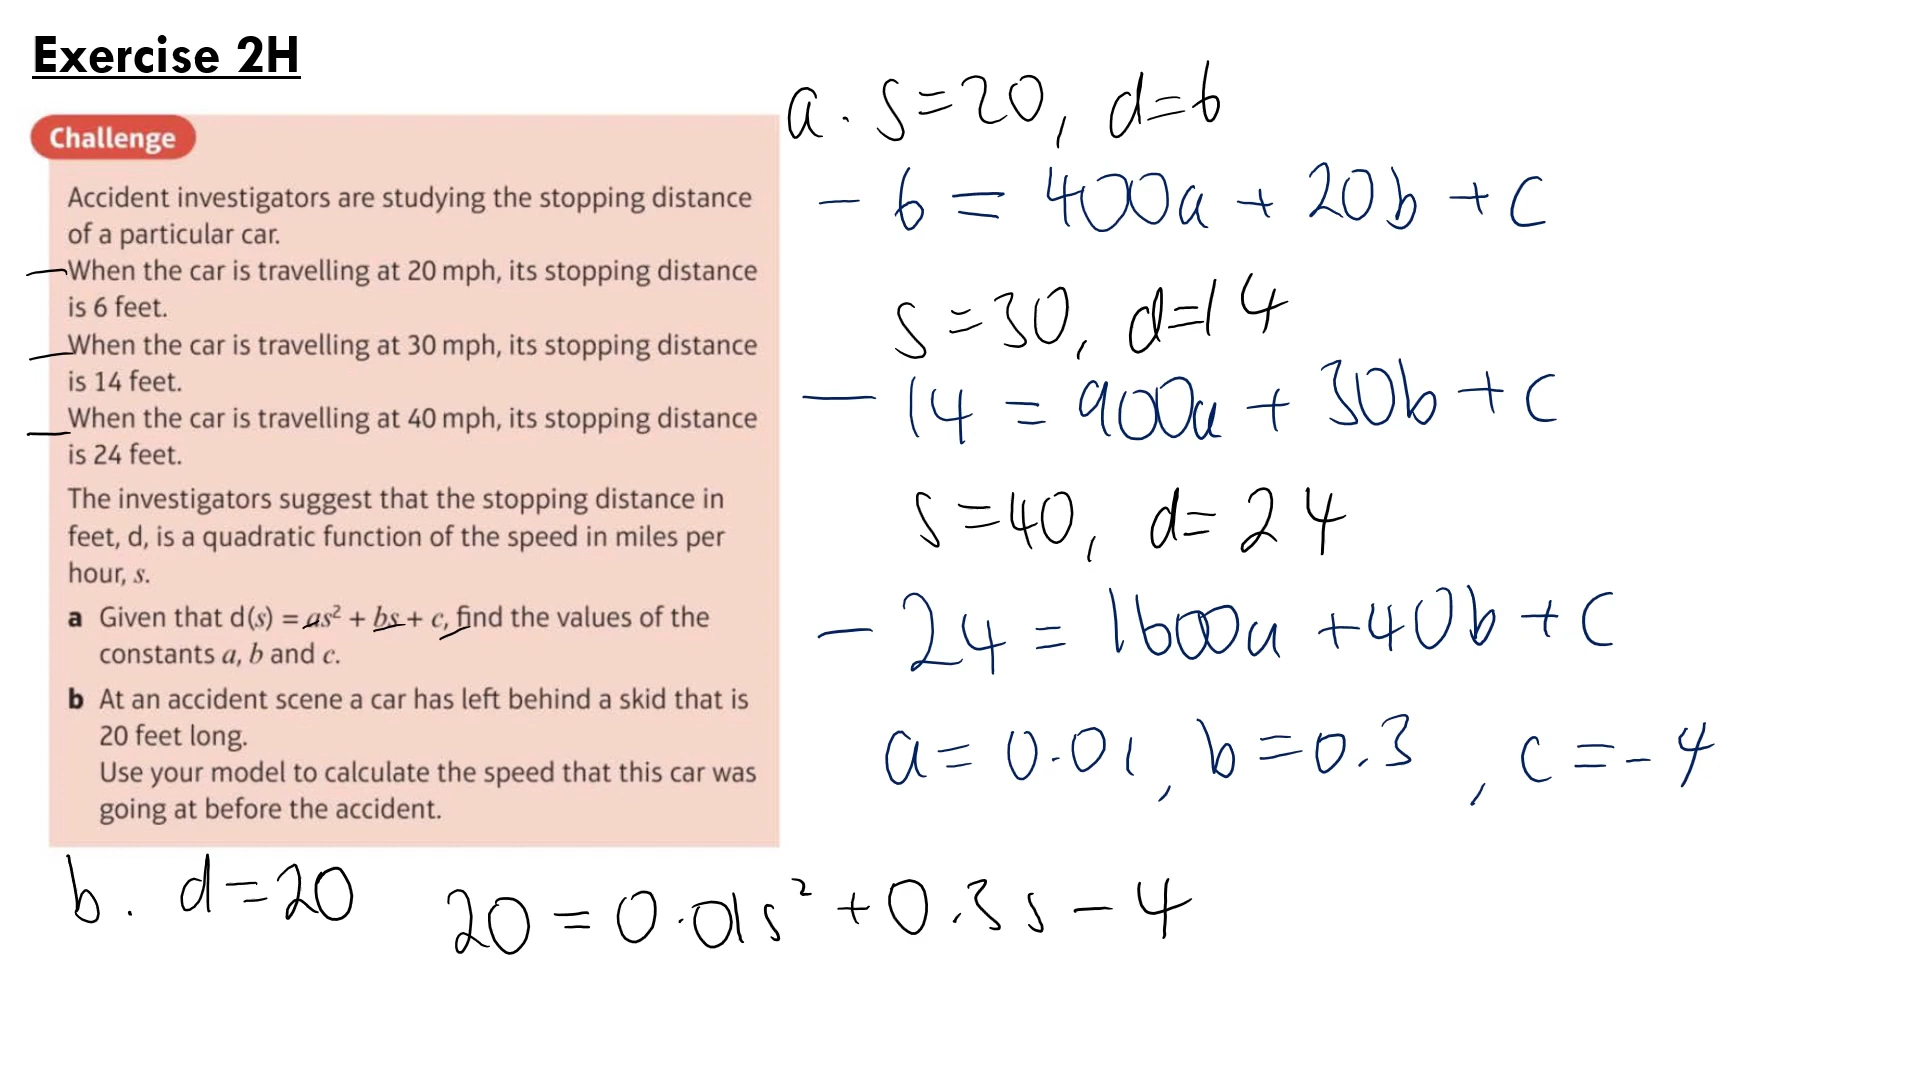 Exercise 2H
Challenge
Accident investigators are studying the stopping distance
of a particular car.
When the car is travelling at 20 mph, its stopping distance
is 6 feet.
When the car is travelling at 30 mph, its stopping distance
is 14 feet.
When the car is travelling at 40 mph, its stopping distance
is 24 feet.
The investigators suggest that the stopping distance in
feet, d, is a quadratic function of the speed in miles per
hour, s.
a Given that d(s) = as² + bs + c, find the values of the
constants a, b and c.
b At an accident scene a car has left behind a skid that is
20 feet long.
Use your model to calculate the speed that this car was
going at before the accident.
a. s=20, d=6
- 6 = 400a + 20b + c
s=30, d=14
- 14 = 900a + 30b + c
s=40, d=24
- 24 = 1600a +40b + c
a= 0.01, b=0.3, c=-4
b. d=20 20 = 0.01s² + 0.3s - 4